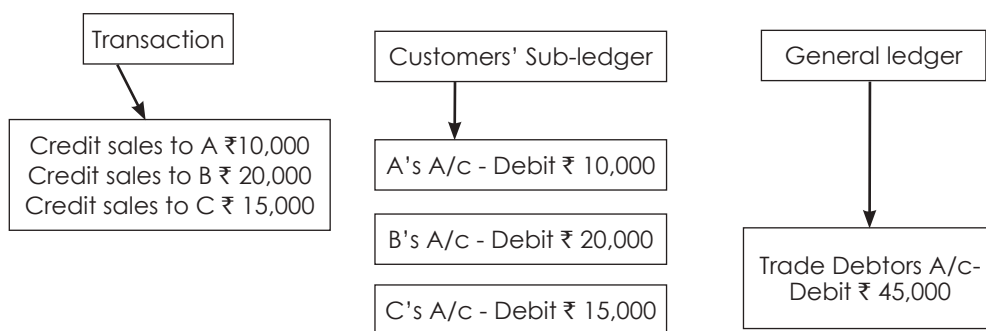 Transaction
Credit sales to A ₹10,000
Credit sales to B ₹ 20,000
Credit sales to C ₹ 15,000
Customers’ Sub-ledger
A's A/c - Debit ₹ 10,000
B's A/c - Debit ₹ 20,000
C's A/c - Debit ₹ 15,000
General ledger
Trade Debtors A/c-
Debit ₹ 45,000